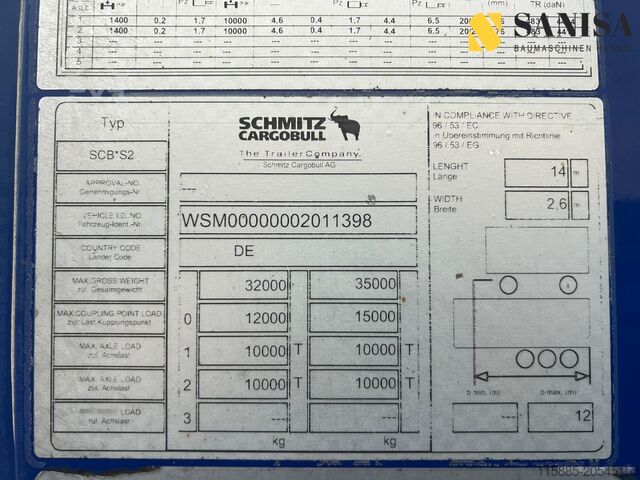 1 1400 0.2 1.7 10000 4.6 0.4 1.7 4.4 6.5
2 1400 0.2 1.7 10000 4.6 0.4 1.7 4.4 6.5
TR (daN)
SANISA
BAUMASCHINEN HANDEL
Typ
SCB*S2
SCHMITZ
CARGOBULL
The Trailer Company.
Schmitz Cargobull AG
IN COMPLIANCE WITH DIRECTIVE
96 / 53 / EC
in Übereinstimmung mit Richtlinie
96 / 53 / EG
LENGHT
Länge
14 m
WIDTH
Breite
2,6 m
APPROVAL-NO.
Genehmigungs-Nr.
---
VEHICLE I.D. NO.
Fahrzeug-Ident.-Nr.
WSM00000002011398
COUNTRY CODE
Länder Code
DE
MAX.GROSS WEIGHT
zul. Gesamtgewicht
32000 35000
MAX.COUPLING POINT LOAD
zul. Last Kupplungspunkt
0 12000 15000
MAX. AXLE LOAD
zul. Achslast
1 10000 T 10000 T
MAX. AXLE LOAD
zul. Achslast
2 10000 T 10000 T
LOAD
zul. Achslast
3 --- ---
kg kg
b min. (m) b max. (m)
--- 12